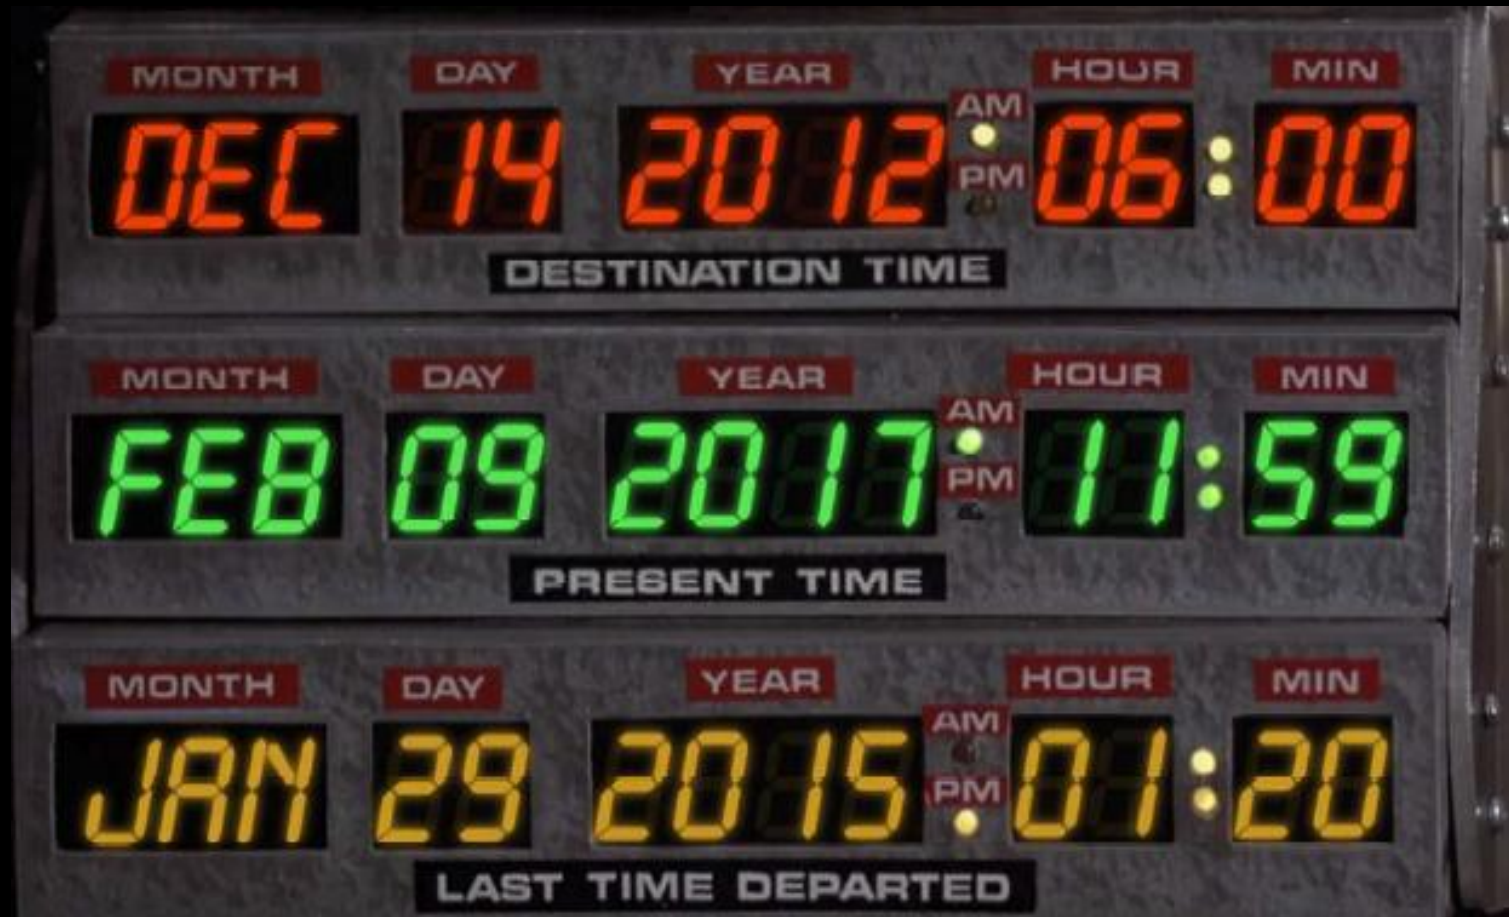 MONTH DAY YEAR HOUR MIN
DEC 14 2012 AM PM 06:00
DESTINATION TIME
MONTH DAY YEAR HOUR MIN
FEB 09 2017 AM PM 11:59
PRESENT TIME
MONTH DAY YEAR HOUR MIN
JAN 29 2015 AM PM 01:20
LAST TIME DEPARTED